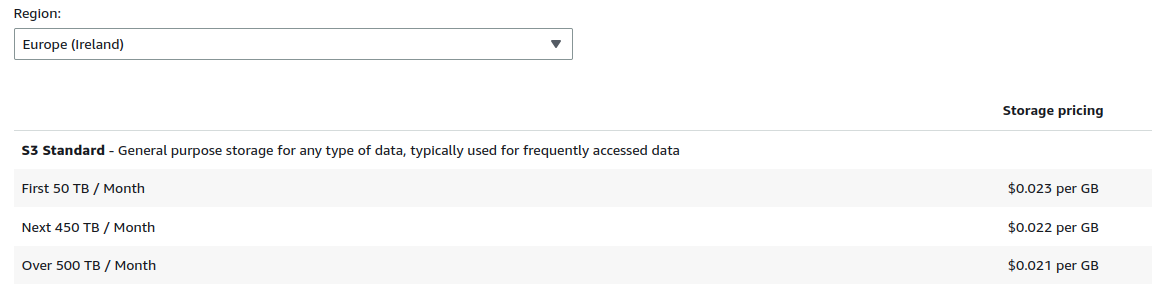 Region:
Europe (Ireland)
Storage pricing
S3 Standard - General purpose storage for any type of data, typically used for frequently accessed data
First 50 TB / Month $0.023 per GB
Next 450 TB / Month $0.022 per GB
Over 500 TB / Month $0.021 per GB